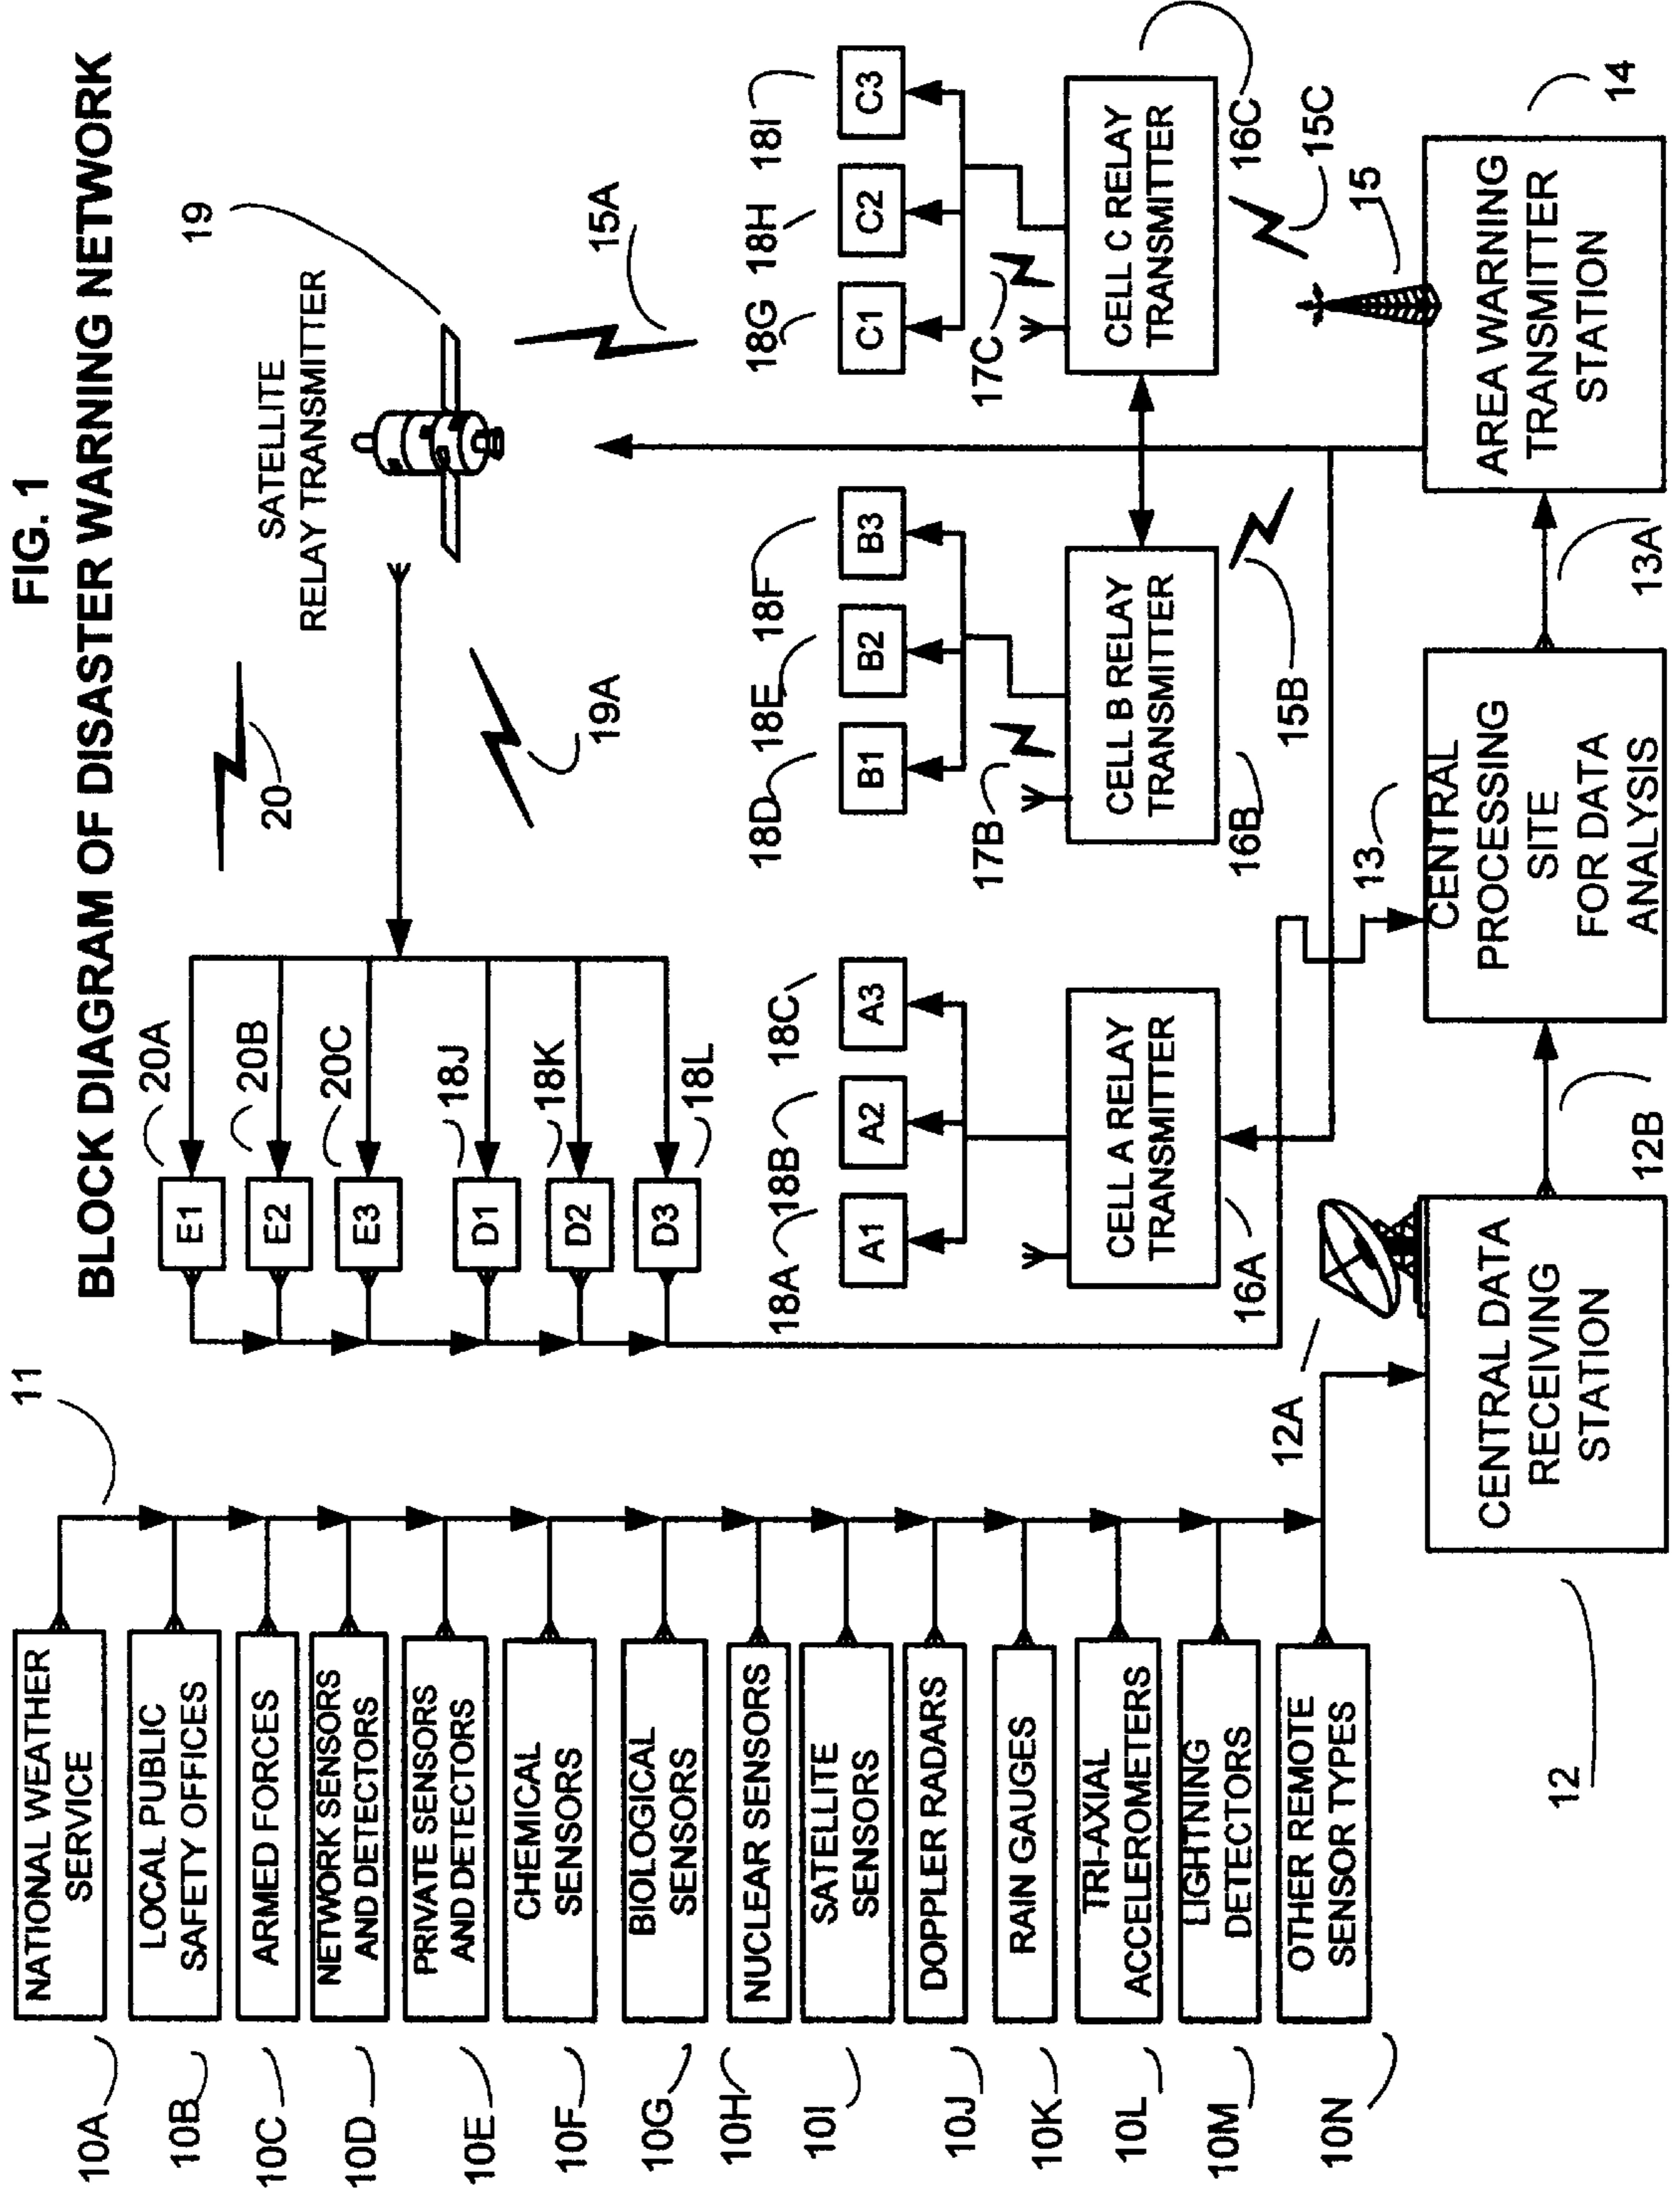 FIG. 1
BLOCK DIAGRAM OF DISASTER WARNING NETWORK
10A
NATIONAL WEATHER
SERVICE
11
10B
LOCAL PUBLIC
SAFETY OFFICES
10C
ARMED FORCES
10D
NETWORK SENSORS
AND DETECTORS
10E
PRIVATE SENSORS
AND DETECTORS
10F
CHEMICAL
SENSORS
10G
BIOLOGICAL
SENSORS
10H
NUCLEAR SENSORS
10I
SATELLITE
SENSORS
10J
DOPPLER RADARS
10K
RAIN GAUGES
10L
TRI-AXIAL
ACCELEROMETERS
10M
LIGHTNING
DETECTORS
10N
OTHER REMOTE
SENSOR TYPES
E1
20A
E2
20B
E3
20C
D1
18J
D2
18K
D3
18L
20
19A
SATELLITE
RELAY TRANSMITTER
19
15A
18A
18B
18C
A1
A2
A3
CELL A RELAY
TRANSMITTER
16A
18D
18E
18F
B1
B2
B3
17B
CELL B RELAY
TRANSMITTER
16B
15B
18G
18H
18I
C1
C2
C3
17C
CELL C RELAY
TRANSMITTER
16C
15C
15
12
12A
CENTRAL DATA
RECEIVING
STATION
12B
13
CENTRAL
PROCESSING
SITE
FOR DATA
ANALYSIS
13A
AREA WARNING
TRANSMITTER
STATION
14